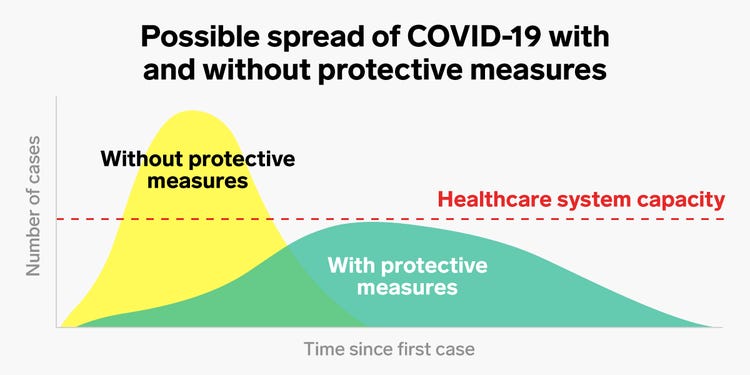 Possible spread of COVID-19 with
and without protective measures
Number of cases
Without protective
measures
Healthcare system capacity
With protective
measures
Time since first case